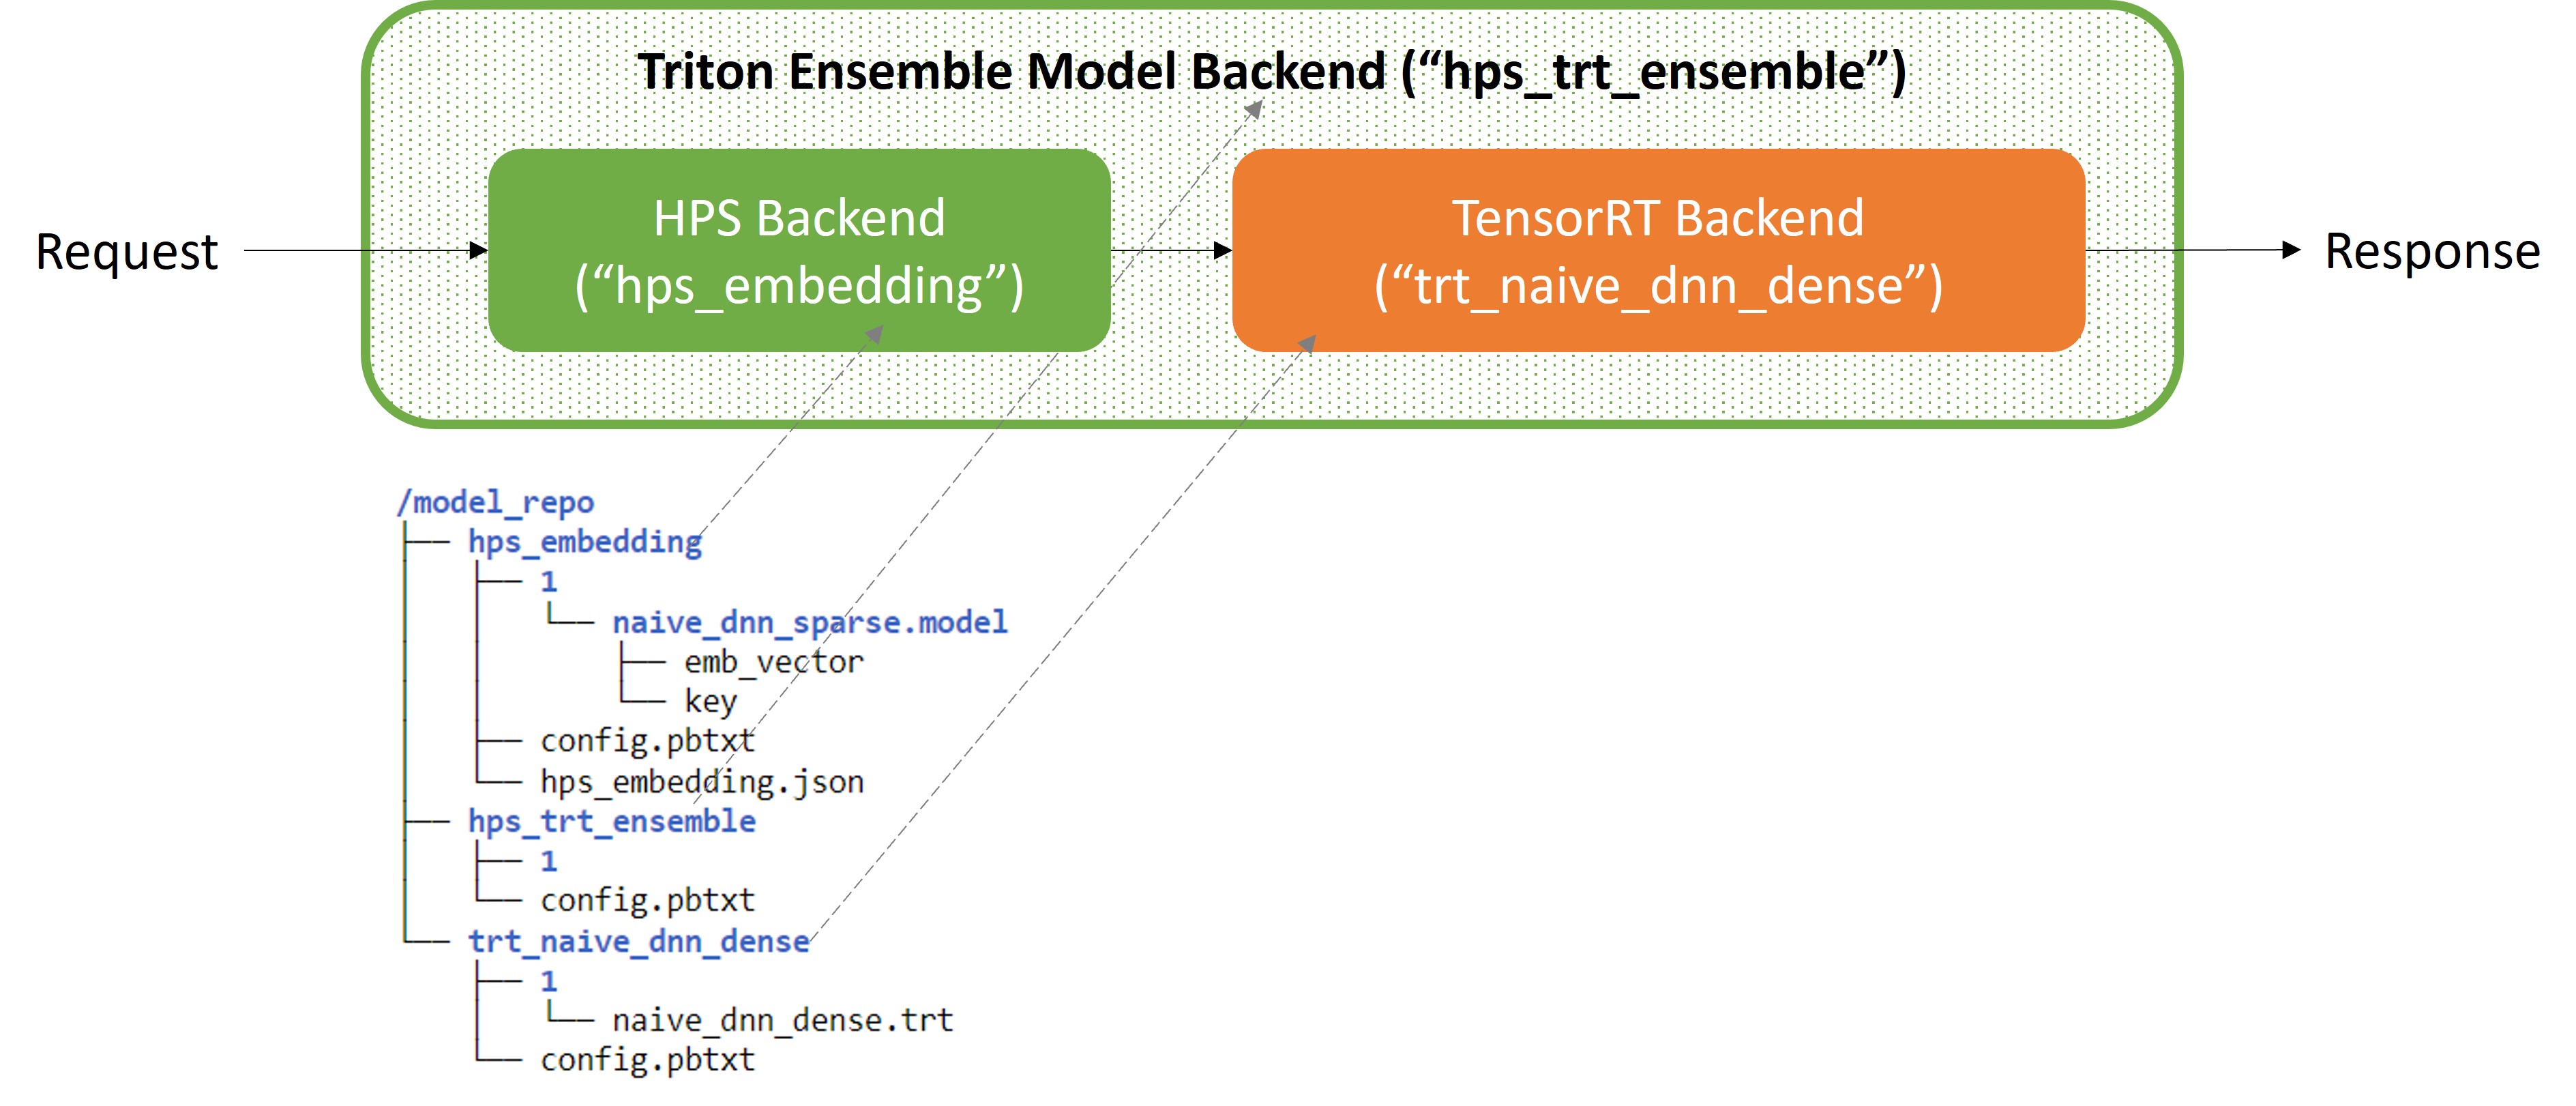 Triton Ensemble Model Backend (“hps_trt_ensemble”)
Request
HPS Backend
(“hps_embedding”)
TensorRT Backend
(“trt_naive_dnn_dense”)
Response
/model_repo
hps_embedding
1
naive_dnn_sparse.model
emb_vector
key
config.pbtxt
hps_embedding.json
hps_trt_ensemble
1
config.pbtxt
trt_naive_dnn_dense
1
naive_dnn_dense.trt
config.pbtxt